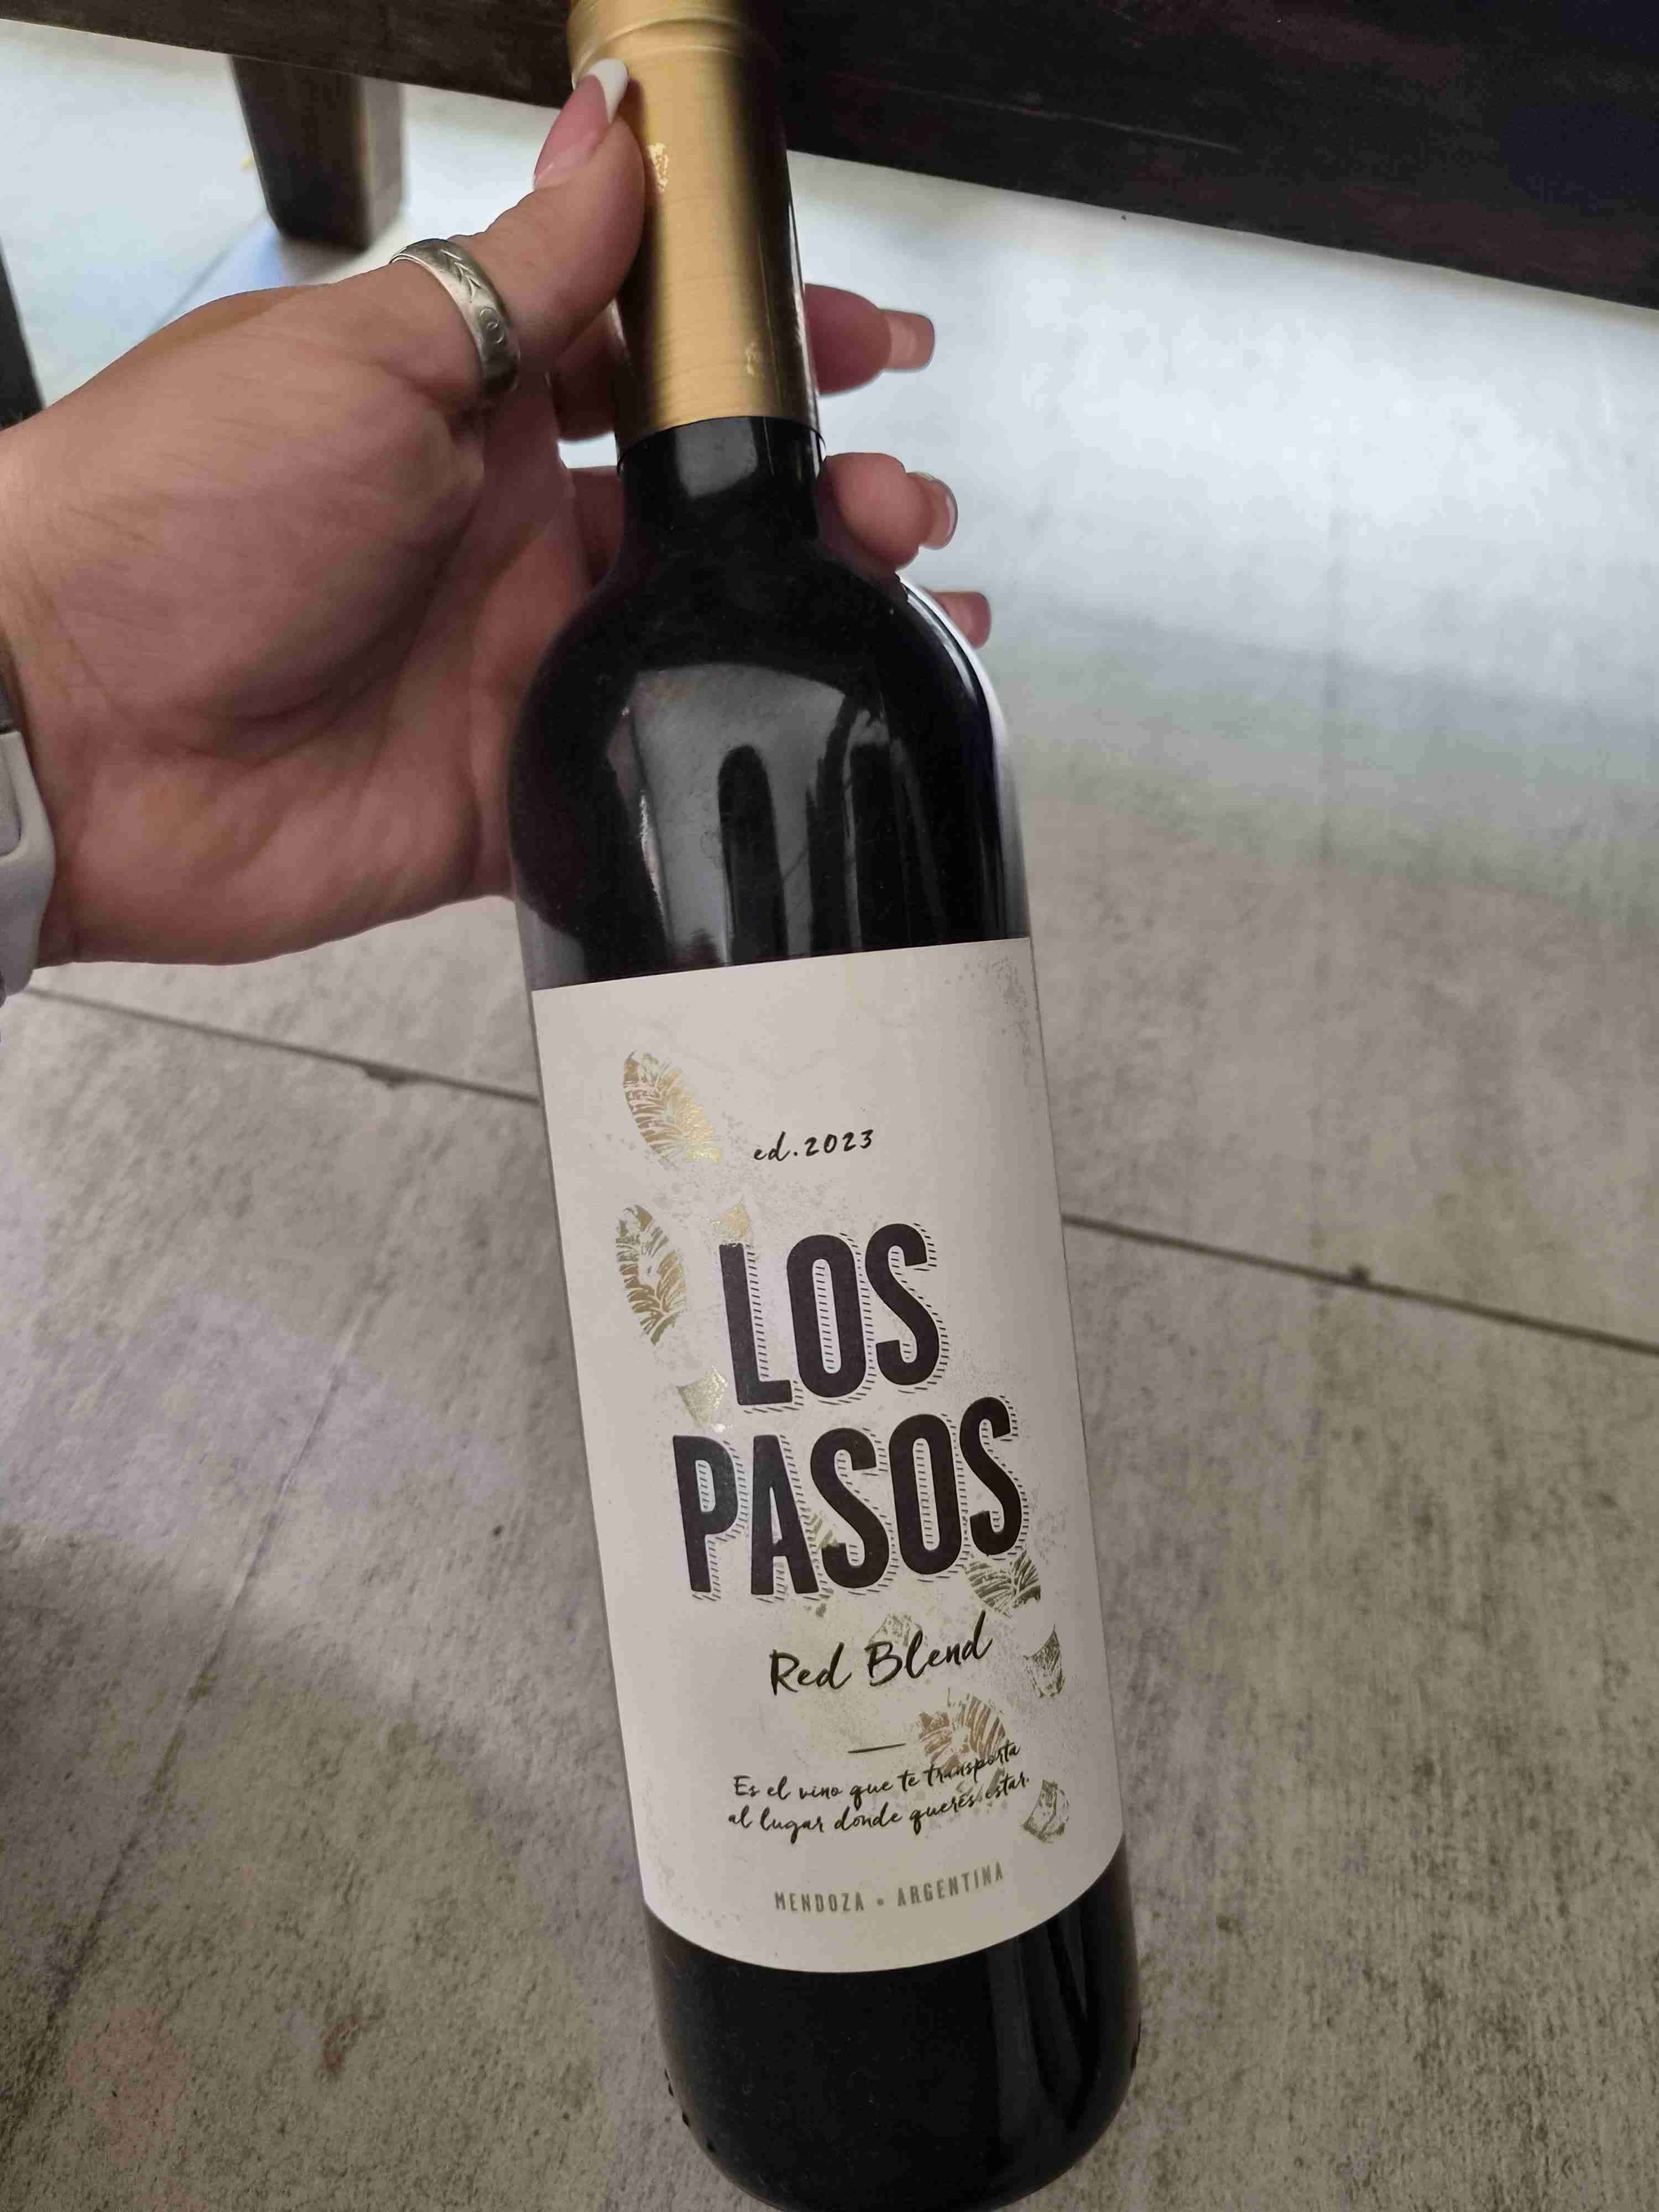 ed.2023
LOS
PASOS
Red Blend
Es el vino que te transporta
al lugar donde querés estar.
MENDOZA • ARGENTINA